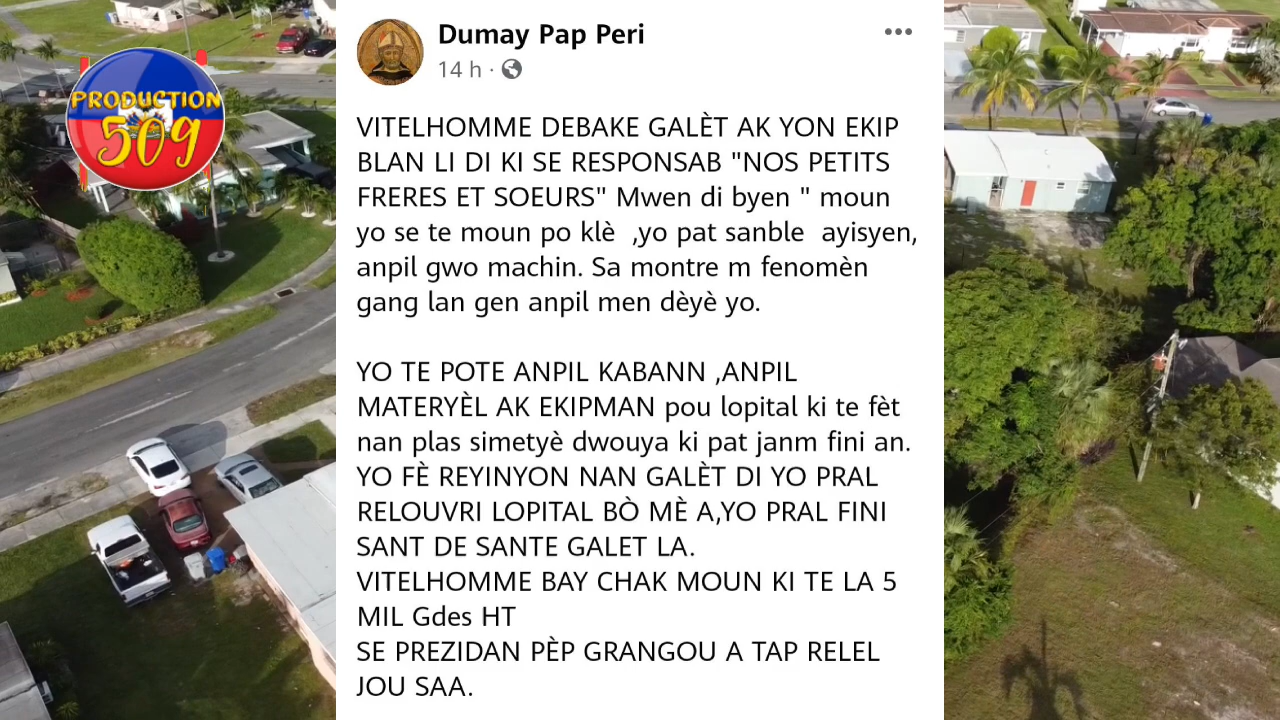 PRODUCTION
509
Dumay Pap Peri
14 h ·
VITELHOMME DEBAKE GALÈT AK YON EKIP
BLAN LI DI KI SE RESPONSAB "NOS PETITS
FRERES ET SOEURS" Mwen di byen " moun
yo se te moun po klè ,yo pat sanble ayisyen,
anpil gwo machin. Sa montre m fenomèn
gang lan gen anpil men dèyè yo.
YO TE POTE ANPIL KABANN ,ANPIL
MATERYÈL AK EKIPMAN pou lopital ki te fèt
nan plas simetyè dwouya ki pat janm fini an.
YO FÈ REYINYON NAN GALÈT DI YO PRAL
RELOUVRI LOPITAL BÒ MÈ A,YO PRAL FINI
SANT DE SANTE GALET LA.
VITELHOMME BAY CHAK MOUN KI TE LA 5
MIL Gdes HT
SE PREZIDAN PÈP GRANGOU A TAP RELEL
JOU SAA.